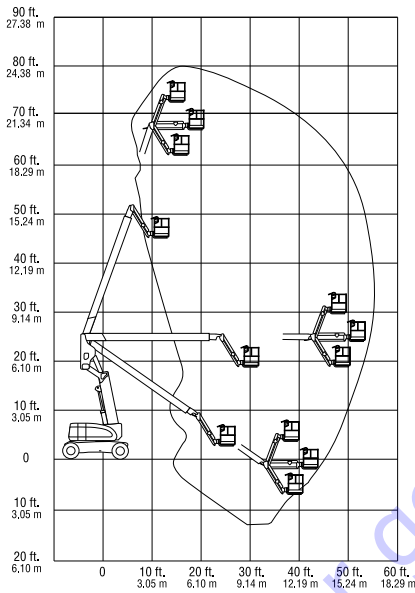 90 ft.
27,38 m
80 ft.
24,38 m
70 ft.
21,34 m
60 ft.
18.29 m
50 ft.
15,24 m
40 ft.
12,19 m
30 ft.
9.14 m
20 ft.
6,10 m
10 ft.
3,05 m
0
10 ft.
3,05 m
20 ft.
6,10 m
0 10 ft. 20 ft. 30 ft. 40 ft. 50 ft. 60 ft.
3.05 m 6,10 m 9.14 m 12,19 m 15,24 m 18.29 m